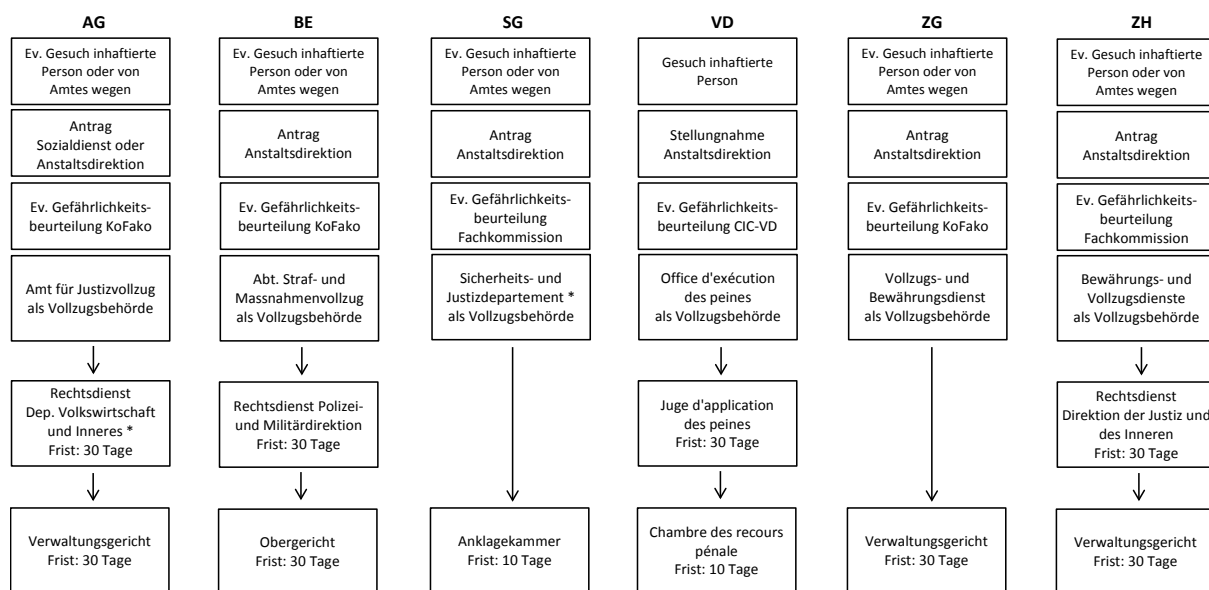 AG
Ev. Gesuch inhaftierte
Person oder von
Amtes wegen
Antrag
Sozialdienst oder
Anstaltsdirektion
Ev. Gefährlichkeits-
beurteilung KoFako
Amt für Justizvollzug
als Vollzugsbehörde
Rechtsdienst
Dep. Volkswirtschaft
und Inneres *
Frist: 30 Tage
Verwaltungsgericht
Frist: 30 Tage
BE
Ev. Gesuch inhaftierte
Person oder von
Amtes wegen
Antrag
Anstaltsdirektion
Ev. Gefährlichkeits-
beurteilung KoFako
Abt. Straf- und
Massnahmenvollzug
als Vollzugsbehörde
Rechtsdienst Polizei-
und Militärdirektion
Frist: 30 Tage
Obergericht
Frist: 30 Tage
SG
Ev. Gesuch inhaftierte
Person oder von
Amtes wegen
Antrag
Anstaltsdirektion
Ev. Gefährlichkeits-
beurteilung
Fachkommission
Sicherheits- und
Justizdepartement *
als Vollzugsbehörde
Anklagekammer
Frist: 10 Tage
VD
Gesuch inhaftierte
Person
Stellungnahme
Anstaltsdirektion
Ev. Gefährlichkeits-
beurteilung CIC-VD
Office d'exécution
des peines
als Vollzugsbehörde
Juge d'application
des peines
Frist: 30 Tage
Chambre des recours
pénale
Frist: 10 Tage
ZG
Ev. Gesuch inhaftierte
Person oder von
Amtes wegen
Antrag
Anstaltsdirektion
Ev. Gefährlichkeits-
beurteilung KoFako
Vollzugs- und
Bewährungsdienst
als Vollzugsbehörde
Verwaltungsgericht
Frist: 30 Tage
ZH
Ev. Gesuch inhaftierte
Person oder von
Amtes wegen
Antrag
Anstaltsdirektion
Ev. Gefährlichkeits-
beurteilung
Fachkommission
Bewährungs- und
Vollzugsdienste
als Vollzugsbehörde
Rechtsdienst
Direktion der Justiz und
des Inneren
Frist: 30 Tage
Verwaltungsgericht
Frist: 30 Tage